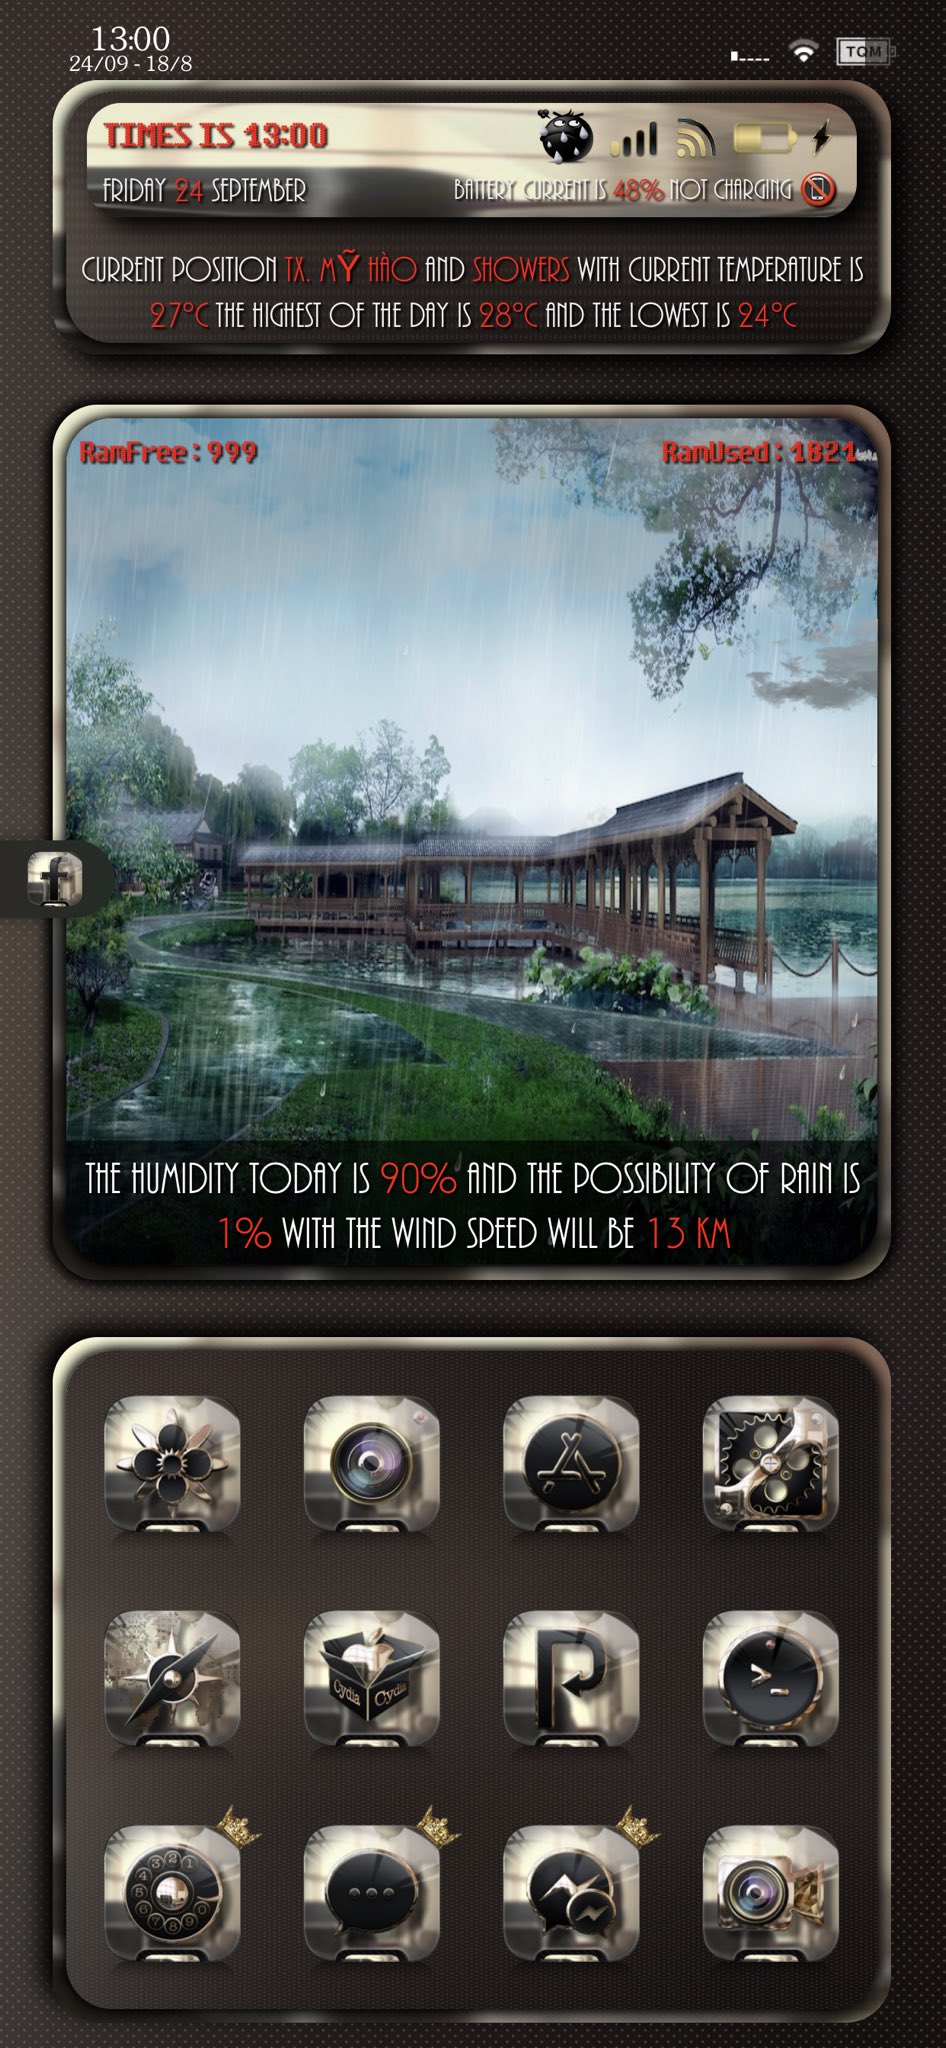 13:00
24/09 - 18/8
TQM
TIMES IS 13:00
FRIDAY 24 SEPTEMBER
BATTERY CURRENT IS 48% NOT CHARGING
CURRENT POSITION TX. MỸ HÀO AND SHOWERS WITH CURRENT TEMPERATURE IS
27°C THE HIGHEST OF THE DAY IS 28°C AND THE LOWEST IS 24°C
RamFree:999
RamUsed:1821
THE HUMIDITY TODAY IS 90% AND THE POSSIBILITY OF RAIN IS
1% WITH THE WIND SPEED WILL BE 13 KM
Cydia Cydia